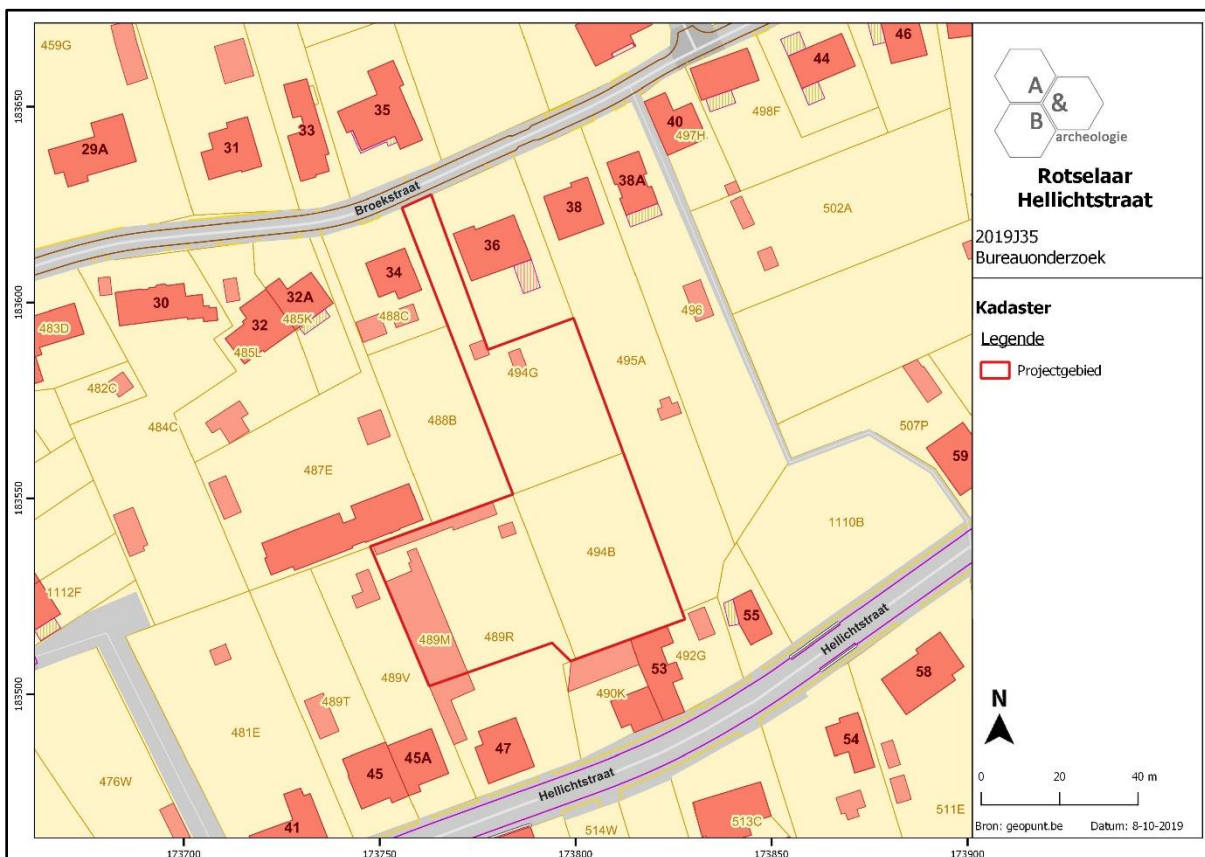 459G
46
44
35
33
31
29A
40
497H
498F
38A
Broekstraat
38
36
502A
34
32A
30
496
32
485K
488C
483D
485L
494G
495A
482C
484C
488B
507P
487E
59
1110B
494B
1112F
489M
489R
55
Hellichtstraat
492G
489V
53
58
490K
481E
489T
47
54
476W
45
45A
Hellichtstraat
511E
41
514W
513C
183650
183600
183550
183500
173700
173750
173800
173850
173900
A
&
B
archeologie
Rotselaar
Hellichtstraat
2019J35
Bureauonderzoek
Kadaster
Legende
Projectgebied
N
0 20 40 m
Bron: geopunt.be Datum: 8-10-2019